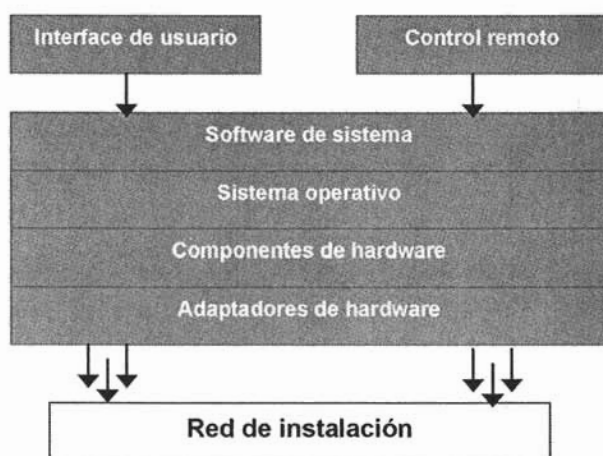 Interface de usuario
Control remoto
Software de sistema
Sistema operativo
Componentes de hardware
Adaptadores de hardware
Red de instalación